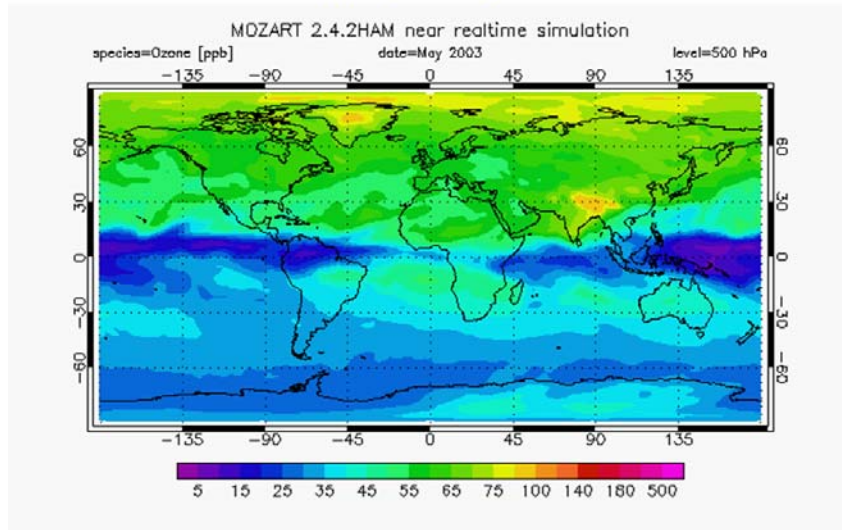 MOZART 2.4.2HAM near realtime simulation
species=Ozone [ppb] date=May 2003 level=500 hPa
-135 -90 -45 0 45 90 135
60 60
30 30
0 0
-30 -30
-60 -60
-135 -90 -45 0 45 90 135
5 15 25 35 45 55 65 75 100 140 180 500